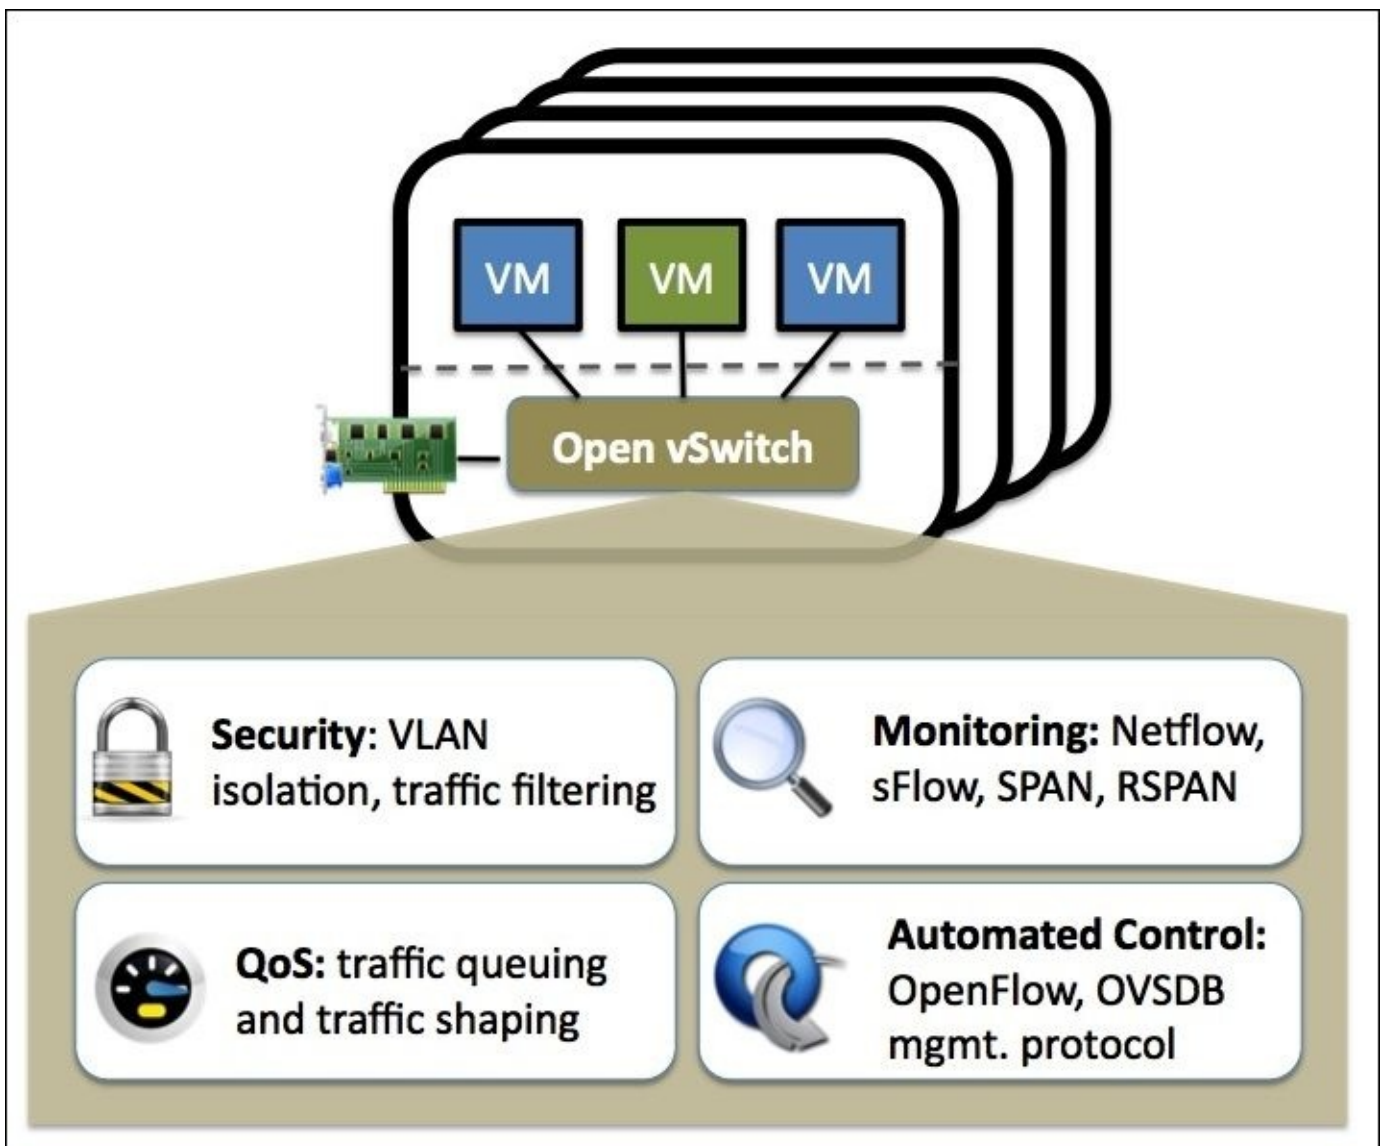 VM VM VM
Open vSwitch
Security: VLAN
isolation, traffic filtering
Monitoring: Netflow,
sFlow, SPAN, RSPAN
QoS: traffic queuing
and traffic shaping
Automated Control:
OpenFlow, OVSDB
mgmt. protocol